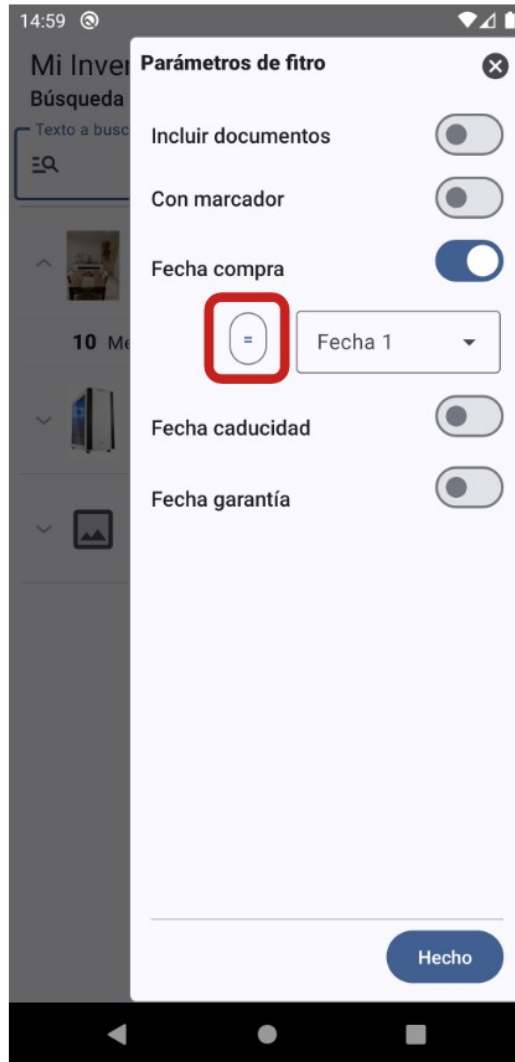 14:59
Mi Inver
Parámetros de fitro
Búsqueda
Texto a busc
Incluir documentos
Con marcador
Fecha compra
=
Fecha 1
10 Me
Fecha caducidad
Fecha garantía
Hecho